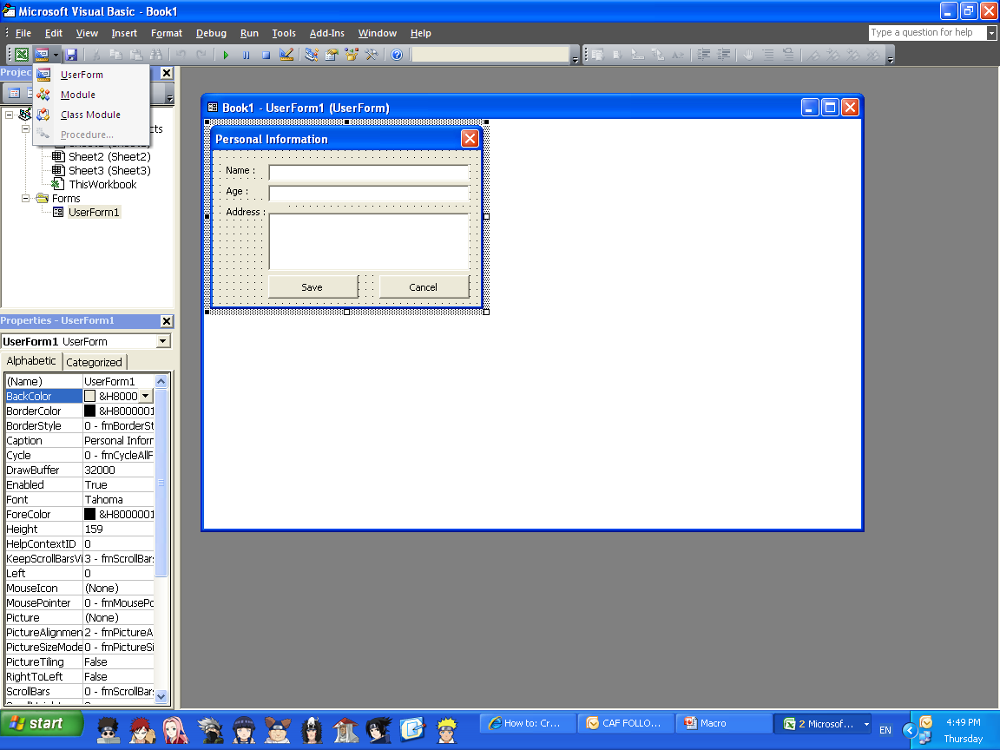 Microsoft Visual Basic - Book1
File Edit View Insert Format Debug Run Tools Add-Ins Window Help
Type a question for help
Projec
UserForm
Module
Class Module
Procedure...
cts
Sheet2 (Sheet2)
Sheet3 (Sheet3)
ThisWorkbook
Forms
UserForm1
Book1 - UserForm1 (UserForm)
Personal Information
Name :
Age :
Address :
Save Cancel
Properties - UserForm1
UserForm1 UserForm
Alphabetic Categorized
(Name) UserForm1
BackColor &H8000
BorderColor &H8000001
BorderStyle 0 - fmBorderSt
Caption Personal Inforr
Cycle 0 - fmCycleAllF
DrawBuffer 32000
Enabled True
Font Tahoma
ForeColor &H8000001
Height 159
HelpContextID 0
KeepScrollBarsVi 3 - fmScrollBar
Left 0
MouseIcon (None)
MousePointer 0 - fmMousePo
Picture (None)
PictureAlignmen 2 - fmPictureA
PictureSizeMode 0 - fmPictureSi
PictureTiling False
RightToLeft False
ScrollBars 0 - fmScrollBar
start
How to: Cr...
CAF FOLLO...
Macro
2 Microsof...
EN
4:49 PM
Thursday